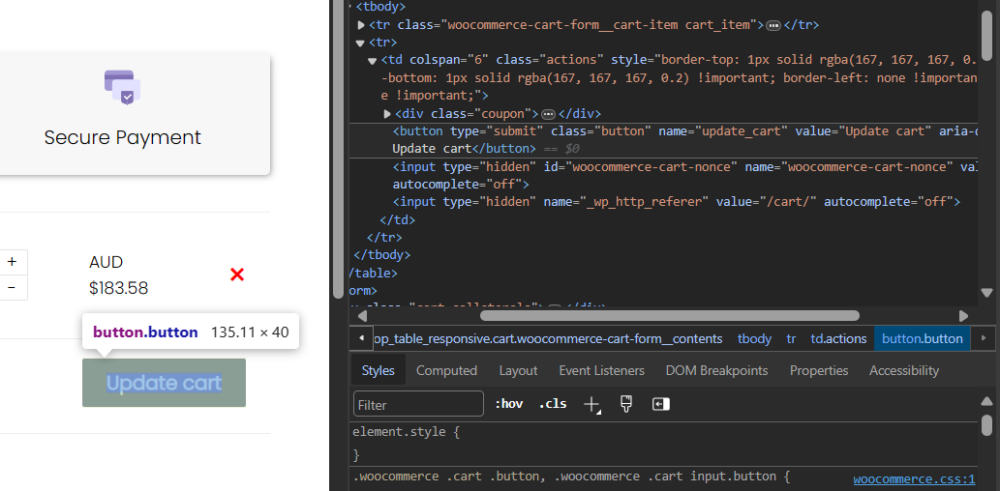 Secure Payment
+
-
AUD
$183.58
button.button 135.11 × 40
Update cart
<tbody>
<tr class="woocommerce-cart-form__cart-item cart_item"> </tr>
<tr>
<td colspan="6" class="actions" style="border-top: 1px solid rgba(167, 167, 167, 0.
-bottom: 1px solid rgba(167, 167, 167, 0.2) !important; border-left: none !importan
e !important;">
<div class="coupon"> </div>
<button type="submit" class="button" name="update_cart" value="Update cart" aria-d
Update cart</button> == $0
<input type="hidden" id="woocommerce-cart-nonce" name="woocommerce-cart-nonce" val
autocomplete="off">
<input type="hidden" name="_wp_http_referer" value="/cart/" autocomplete="off">
</td>
</tr>
</tbody>
/table>
orm>
op_table_responsive.cart.woocommerce-cart-form__contents tbody tr td.actions button.button
Styles Computed Layout Event Listeners DOM Breakpoints Properties Accessibility
Filter :hov .cls
element.style {
}
.woocommerce .cart .button, .woocommerce .cart input.button { woocommerce.css:1